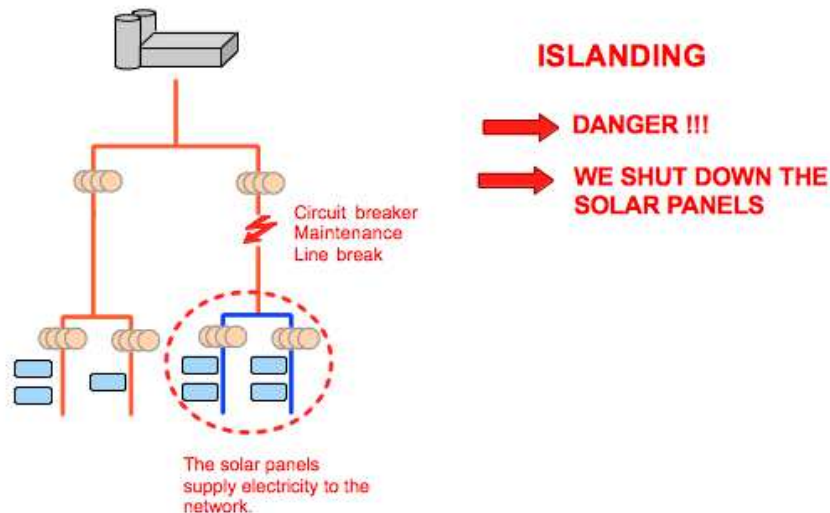 ISLANDING
DANGER !!!
WE SHUT DOWN THE
SOLAR PANELS
Circuit breaker
Maintenance
Line break
The solar panels
supply electricity to the
network.